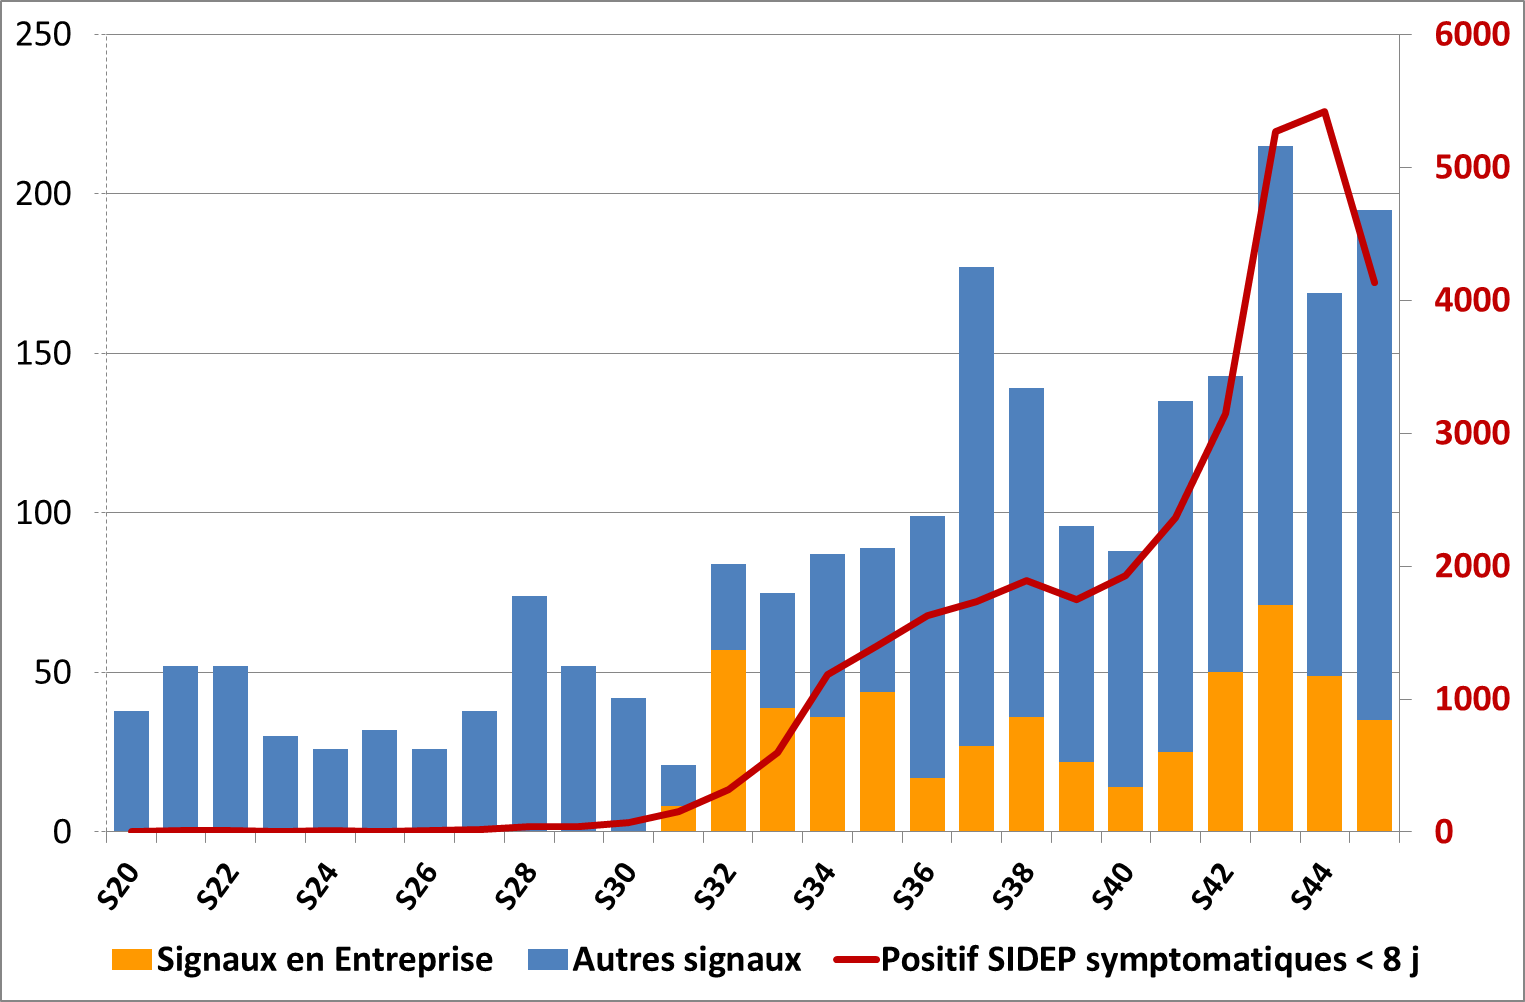 250
200
150
100
50
0
6000
5000
4000
3000
2000
1000
0
S20
S22
S24
S26
S28
S30
S32
S34
S36
S38
S40
S42
S44
Signaux en Entreprise
Autres signaux
Positif SIDEP symptomatiques < 8 j